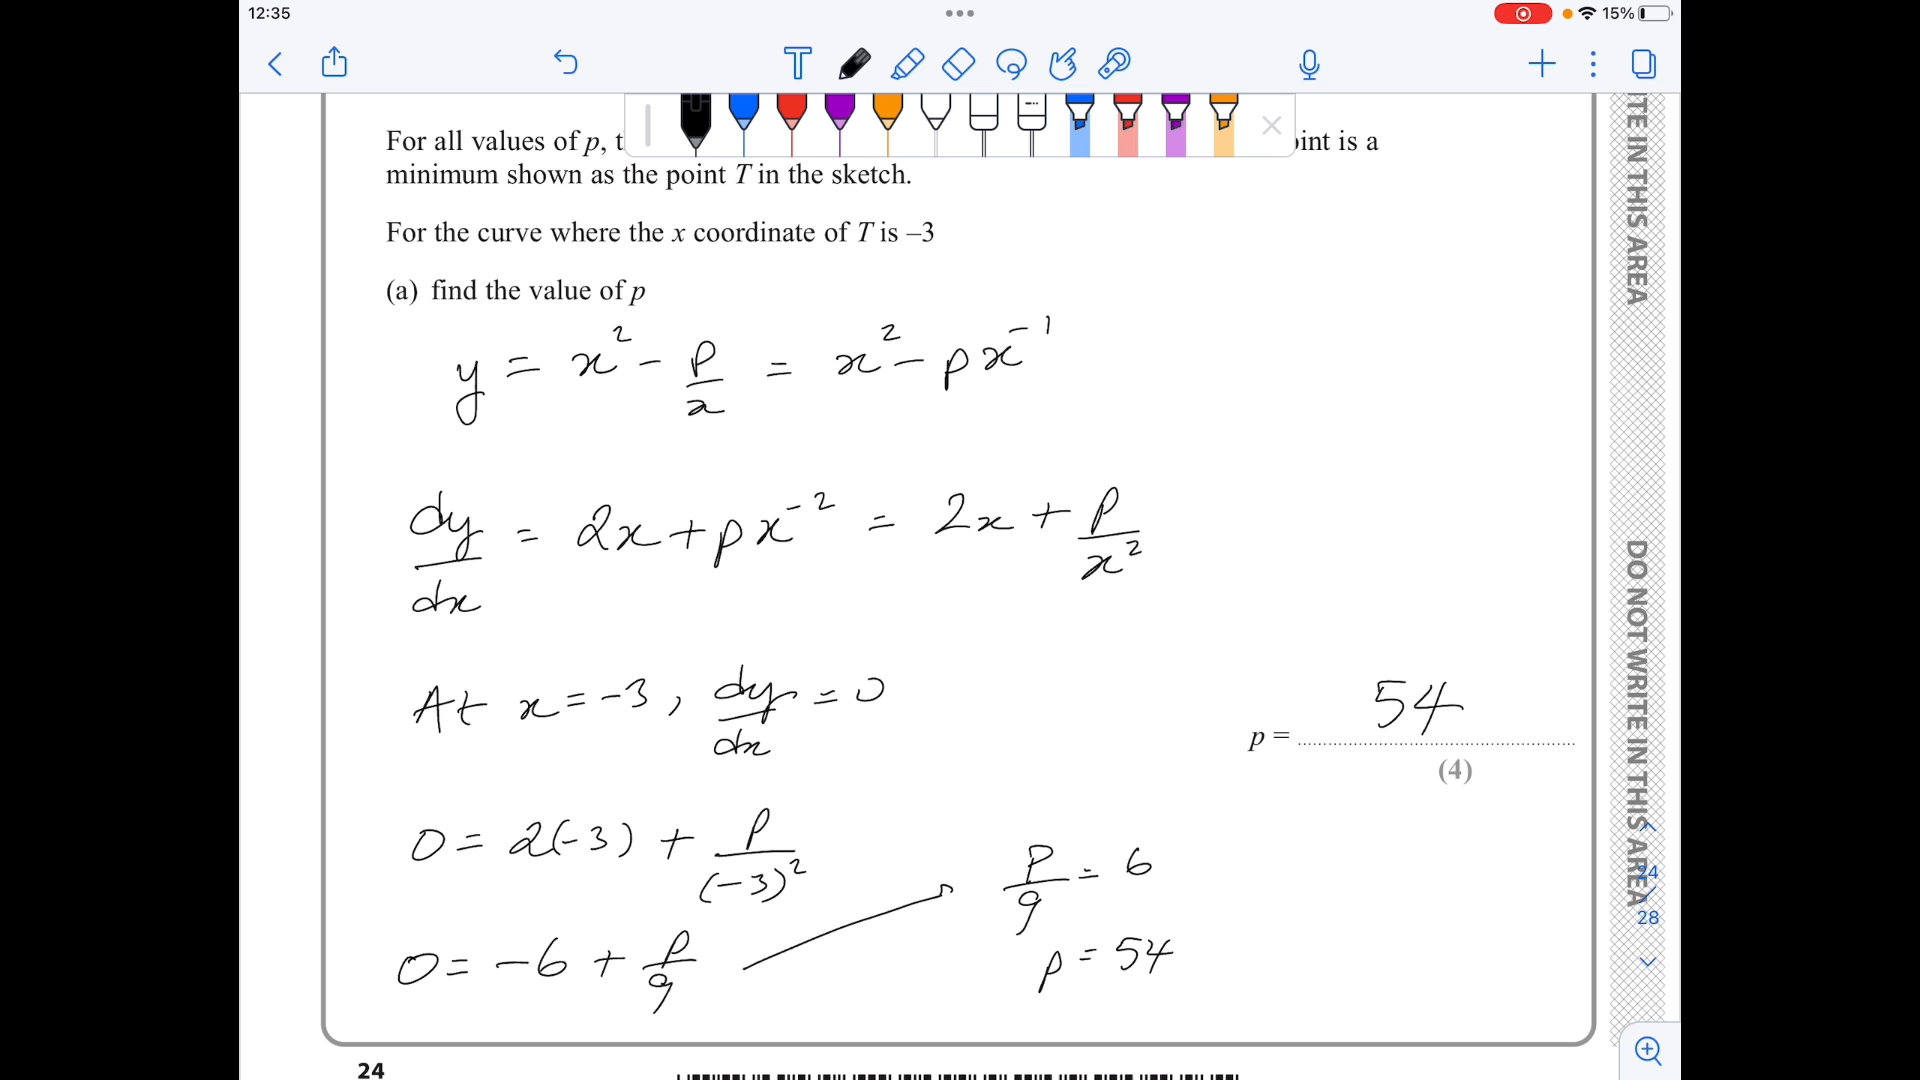 12:35
15%
For all values of p, t
oint is a
minimum shown as the point T in the sketch.
For the curve where the x coordinate of T is –3
(a) find the value of p
y = x² - p/x = x² - px⁻¹
dy/dx = 2x + px⁻² = 2x + p/x²
At x = -3, dy/dx = 0
54
p =
(4)
0 = 2(-3) + p/(-3)²
p/9 = 6
0 = -6 + p/9
p = 54
24
ITE IN THIS AREA
DO NOT WRITE IN THIS AREA
24
28